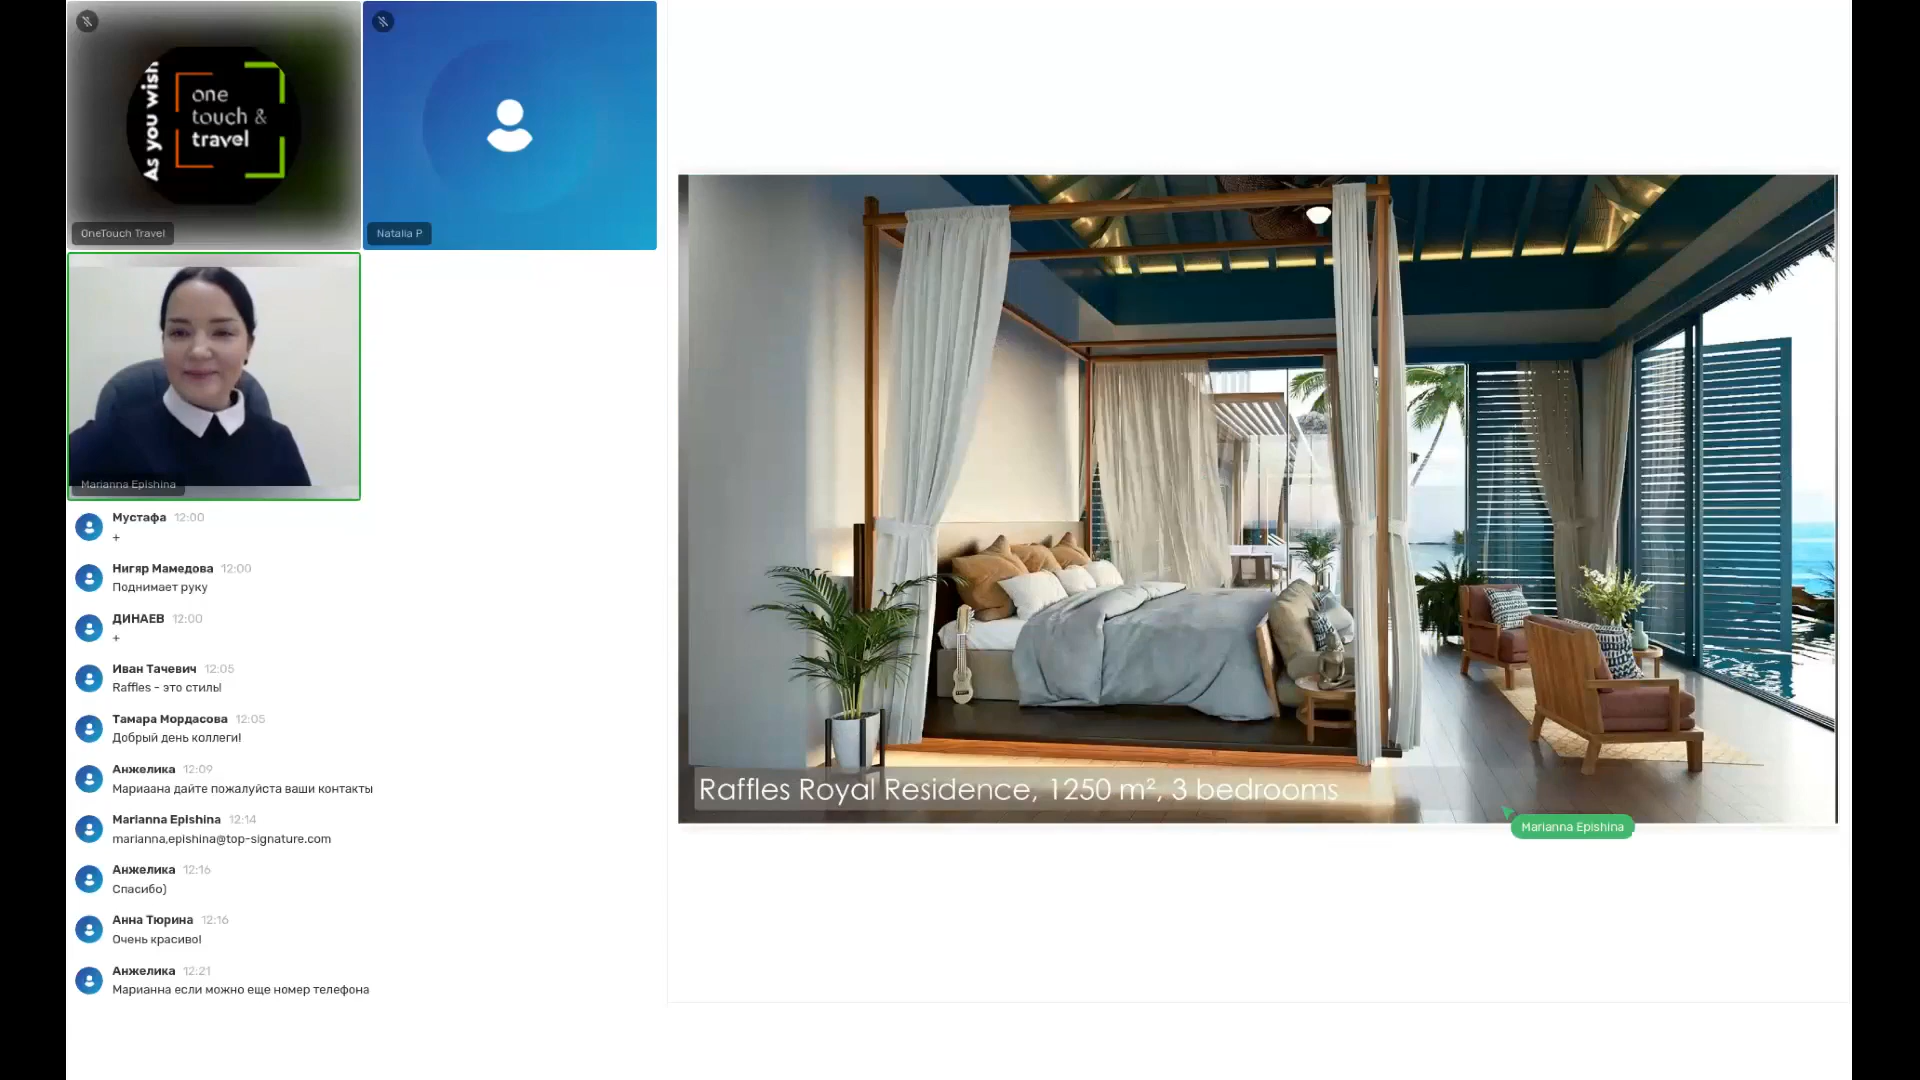 As you wish
one
touch &
travel
OneTouch Travel
Natalia P
Marianna Epishina
Мустафа 12:00
+
Нигяр Мамедова 12:00
Поднимает руку
ДИНАЕВ 12:00
+
Иван Тачевич 12:05
Raffles - это стиль!
Тамара Мордасова 12:05
Добрый день коллеги!
Анжелика 12:09
Мариаана дайте пожалуйста ваши контакты
Marianna Epishina 12:14
marianna,epishina@top-signature.com
Анжелика 12:16
Спасибо)
Анна Тюрина 12:16
Очень красиво!
Анжелика 12:21
Марианна если можно еще номер телефона
Raffles Royal Residence, 1250 m², 3 bedrooms
Marianna Epishina